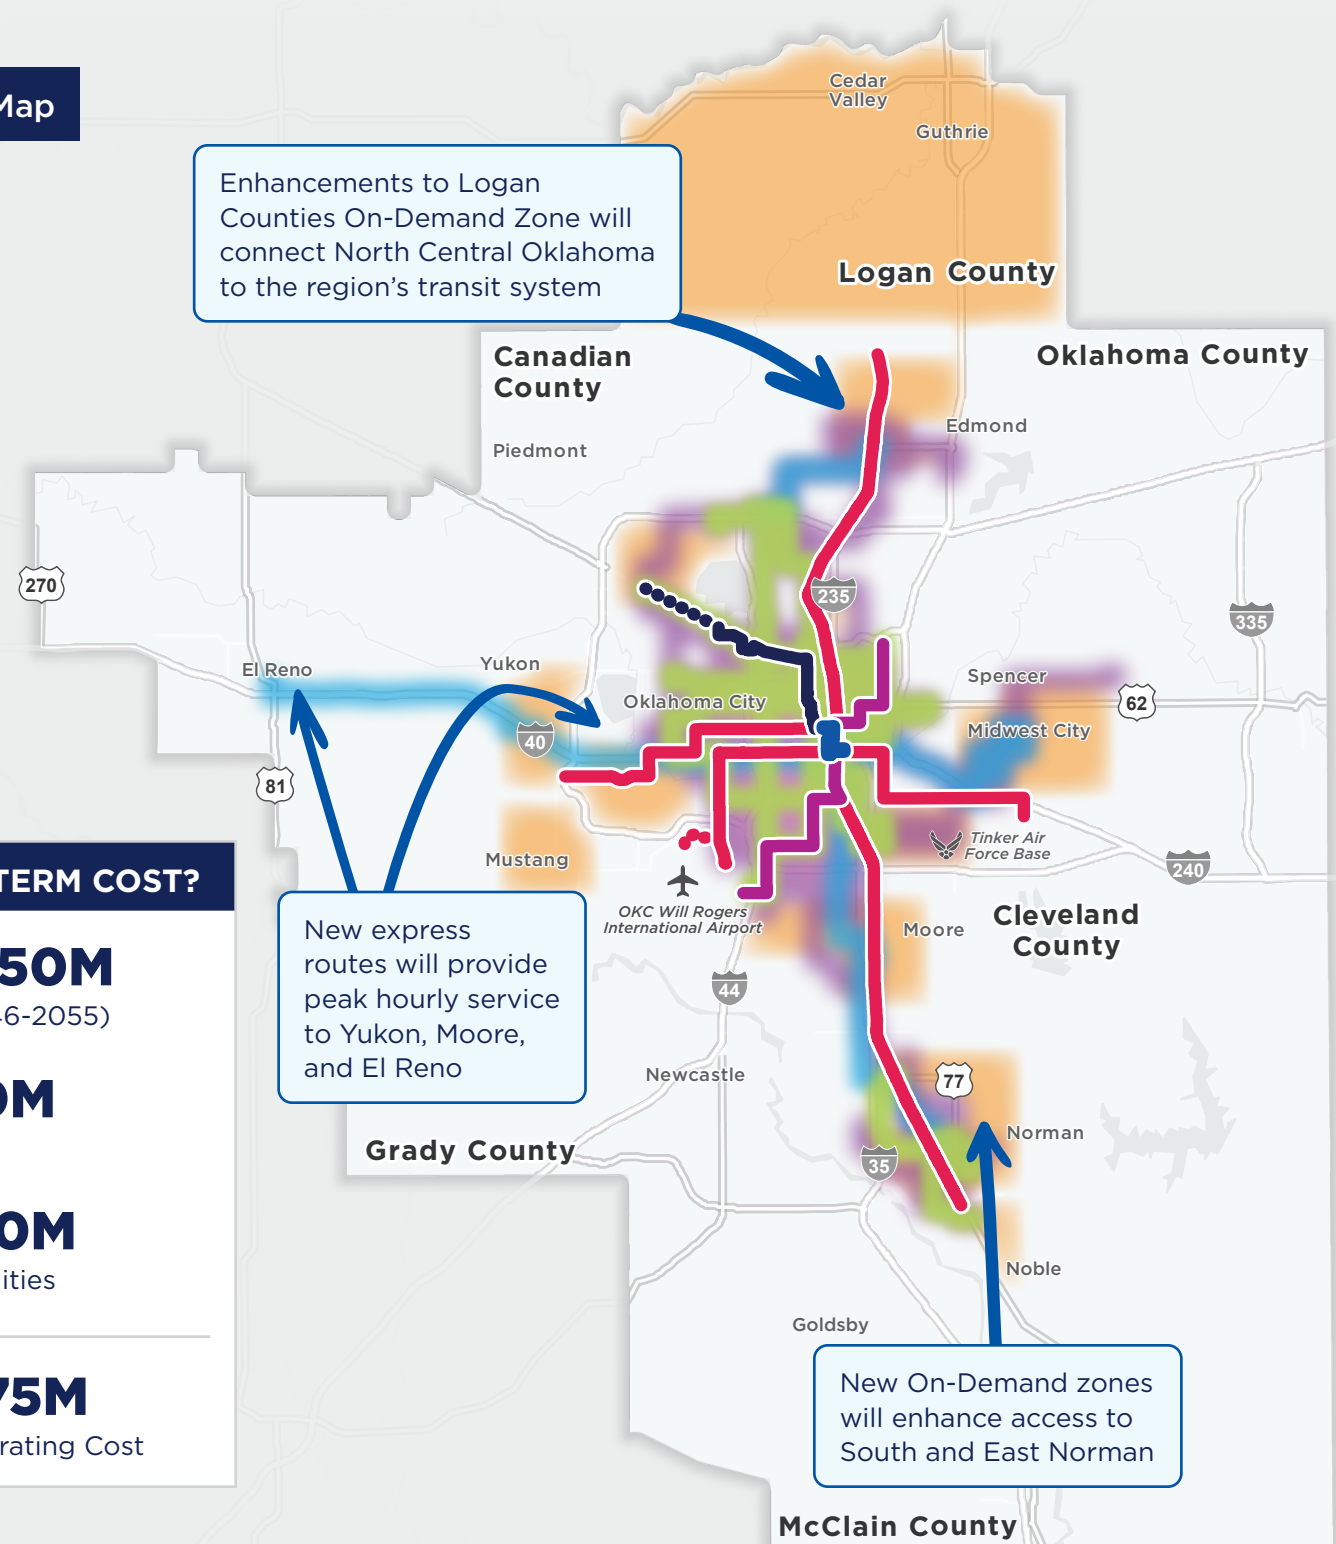 Map
Enhancements to Logan
Counties On-Demand Zone will
connect North Central Oklahoma
to the region's transit system
Cedar
Valley
Guthrie
Logan County
Canadian
County
Oklahoma County
Piedmont
Edmond
270
235
335
El Reno
Yukon
Oklahoma City
Spencer
62
Midwest City
40
81
Mustang
Tinker Air
Force Base
240
OKC Will Rogers
International Airport
Moore
Cleveland
County
44
New express
routes will provide
peak hourly service
to Yukon, Moore,
and El Reno
TERM COST?
50M
46-2055)
0M
0M
ities
75M
rating Cost
Newcastle
77
Norman
Grady County
35
Noble
Goldsby
New On-Demand zones
will enhance access to
South and East Norman
McClain County